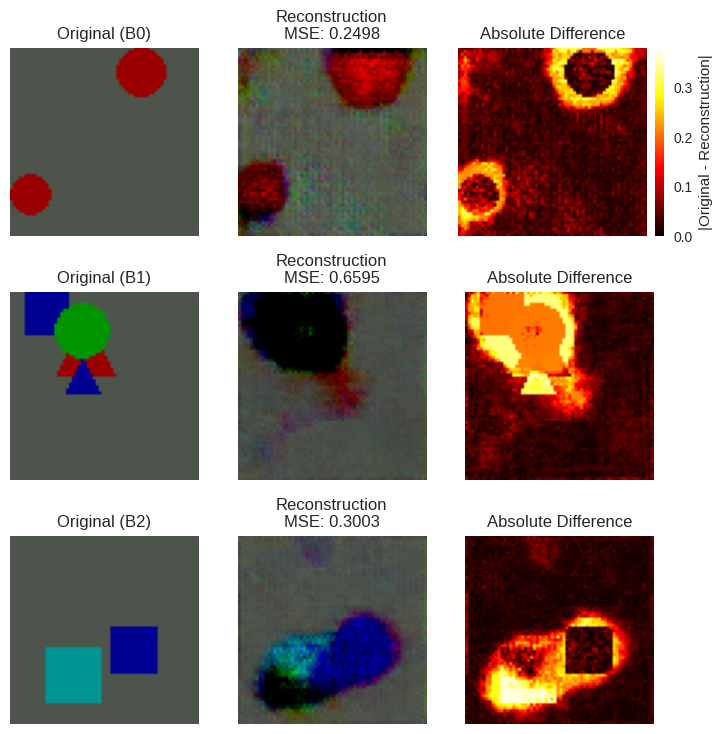 Original (B0)
Reconstruction
MSE: 0.2498
Absolute Difference
0.3
0.2
0.1
0.0
|Original - Reconstruction|
Original (B1)
Reconstruction
MSE: 0.6595
Absolute Difference
Original (B2)
Reconstruction
MSE: 0.3003
Absolute Difference